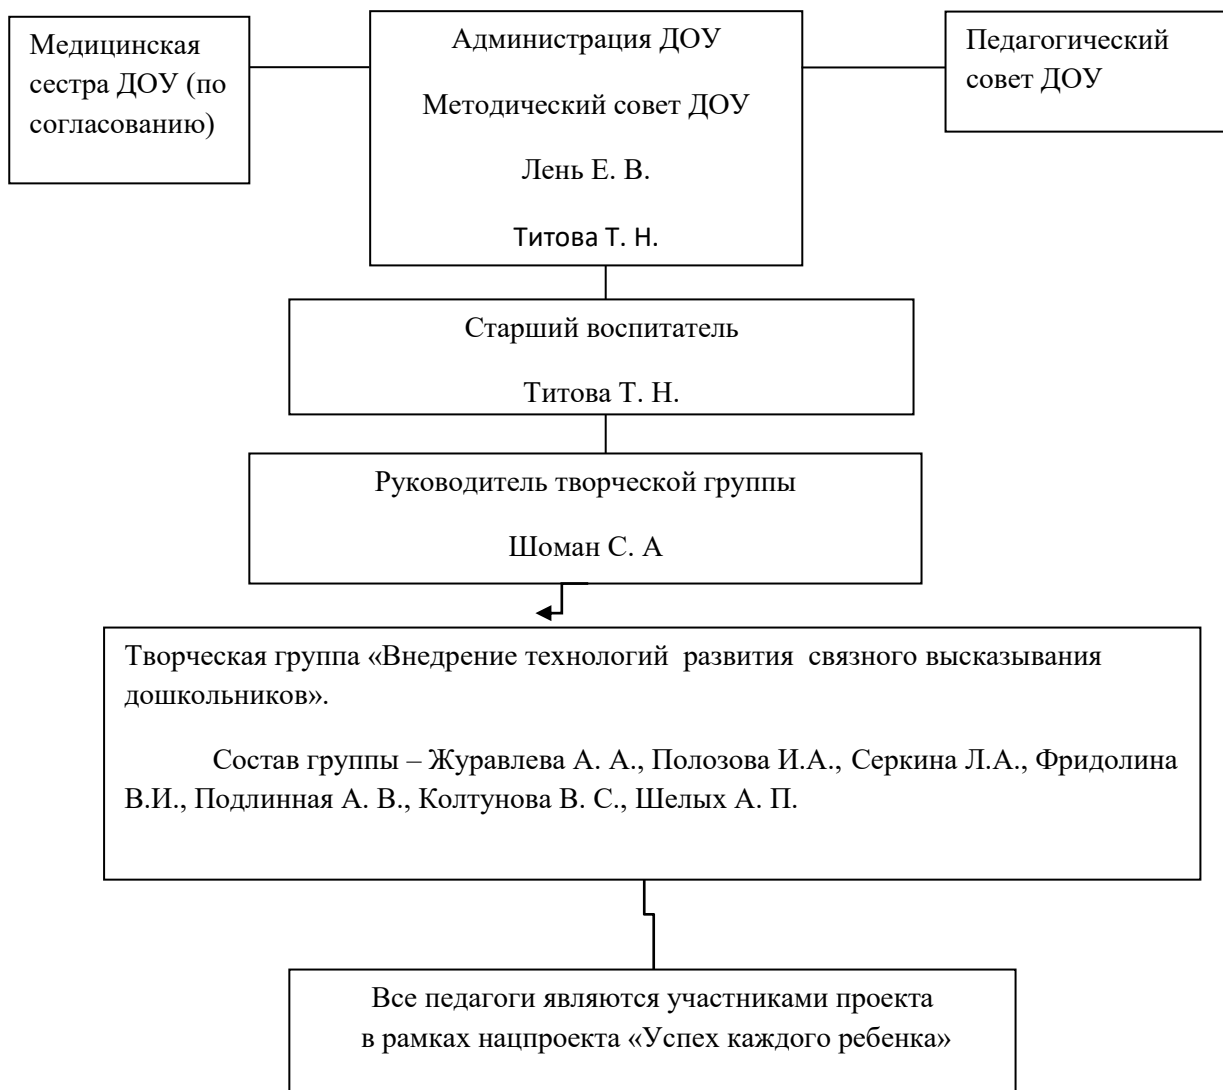 Медицинская
сестра ДОУ (по
согласованию)
Администрация ДОУ
Методический совет ДОУ
Лень Е. В.
Титова Т. Н.
Педагогический
совет ДОУ
Старший воспитатель
Титова Т. Н.
Руководитель творческой группы
Шоман С. А
Творческая группа «Внедрение технологий развития связного высказывания
дошкольников».
Состав группы – Журавлева А. А., Полозова И.А., Серкина Л.А., Фридолина
В.И., Подлинная А. В., Колтунова В. С., Шелых А. П.
Все педагоги являются участниками проекта
в рамках нацпроекта «Успех каждого ребенка»